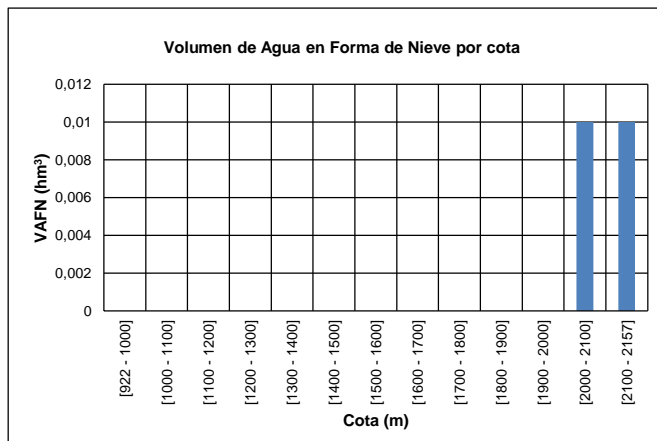 Volumen de Agua en Forma de Nieve por cota
0,012
0,01
0,008
0,006
0,004
0,002
0
VAFN (hm³)
[922 - 1000]
[1000 - 1100]
[1100 - 1200]
[1200 - 1300]
[1300 - 1400]
[1400 - 1500]
[1500 - 1600]
[1600 - 1700]
[1700 - 1800]
[1800 - 1900]
[1900 - 2000]
[2000 - 2100]
[2100 - 2157]
Cota (m)